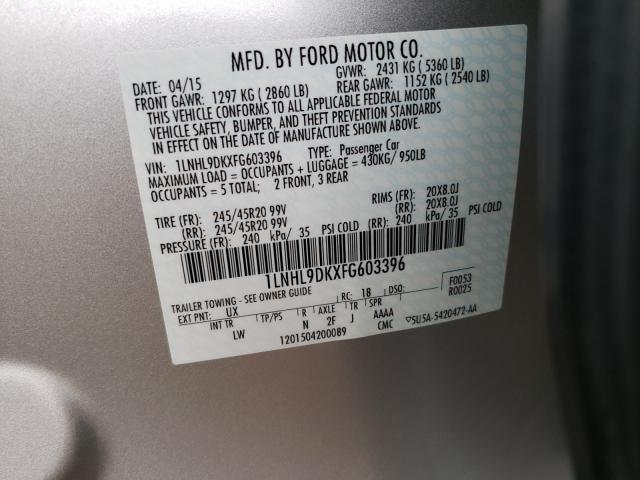 MFD. BY FORD MOTOR CO.
DATE: 04/15 GVWR: 2431 KG ( 5360 LB)
FRONT GAWR: 1297 KG ( 2860 LB) REAR GAWR: 1152 KG ( 2540 LB)
THIS VEHICLE CONFORMS TO ALL APPLICABLE FEDERAL MOTOR
VEHICLE SAFETY, BUMPER, AND THEFT PREVENTION STANDARDS
IN EFFECT ON THE DATE OF MANUFACTURE SHOWN ABOVE.
VIN: 1LNHL9DKXFG603396 TYPE: Passenger Car
MAXIMUM LOAD = OCCUPANTS + LUGGAGE = 430KG/ 950LB
OCCUPANTS = 5 TOTAL; 2 FRONT, 3 REAR
TIRE (FR): 245/45R20 99V RIMS (FR): 20X8.0J
(RR): 245/45R20 99V (RR): 20X8.0J
PRESSURE (FR): 240 kPa/ 35 PSI COLD (RR): 240 kPa/ 35 PSI COLD
1LNHL9DKXFG603396
TRAILER TOWING - SEE OWNER GUIDE
F0053
R0025
EXT PNT: UX RC: 1B DSO:
INT TR TP/PS R AXLE TR SPR
LW N 2F J AAAA
1201504200089 CMC ▽5U5A-5420472-AA